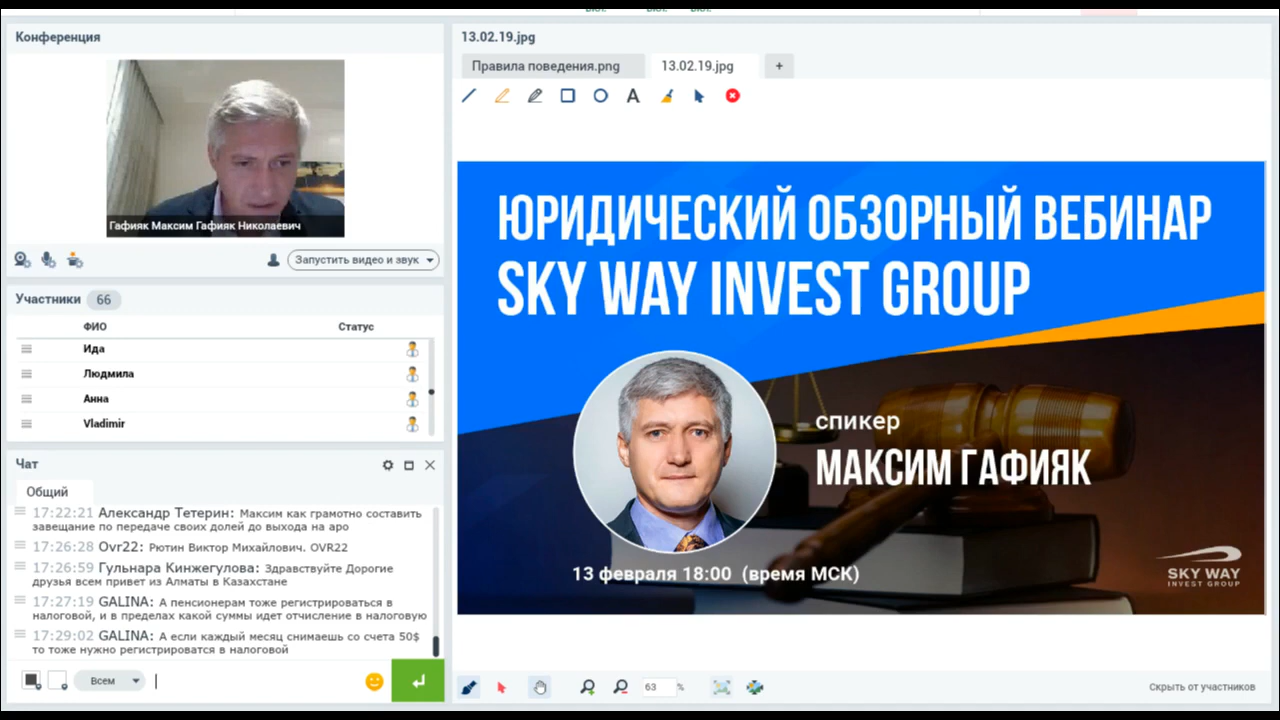 Конференция
Гафияк Максим Гафияк Николаевич
Запустить видео и звук
Участники 66
ФИО Статус
Ида
Людмила
Анна
Vladimir
Чат
Общий
17:22:21 Александр Тетерин: Максим как грамотно составить
завещание по передаче своих долей до выхода на аро
17:26:28 Ovr22: Рютин Виктор Михайлович. OVR22
17:26:59 Гульнара Кинжегулова: Здравствуйте Дорогие
друзья всем привет из Алматы в Казахстане
17:27:19 GALINA: А пенсионерам тоже регистрироваться в
налоговой, и в пределах какой суммы идет отчисление в налоговую
17:29:02 GALINA: А если каждый месяц снимаешь со счета 50$
то тоже нужно регистрироватся в налоговой
Всем
13.02.19.jpg
Правила поведения.png 13.02.19.jpg +
A
ЮРИДИЧЕСКИЙ ОБЗОРНЫЙ ВЕБИНАР
SKY WAY INVEST GROUP
спикер
МАКСИМ ГАФИЯК
13 февраля 18:00 (время МСК)
SKY WAY
INVEST GROUP
63 %
Скрыть от участников